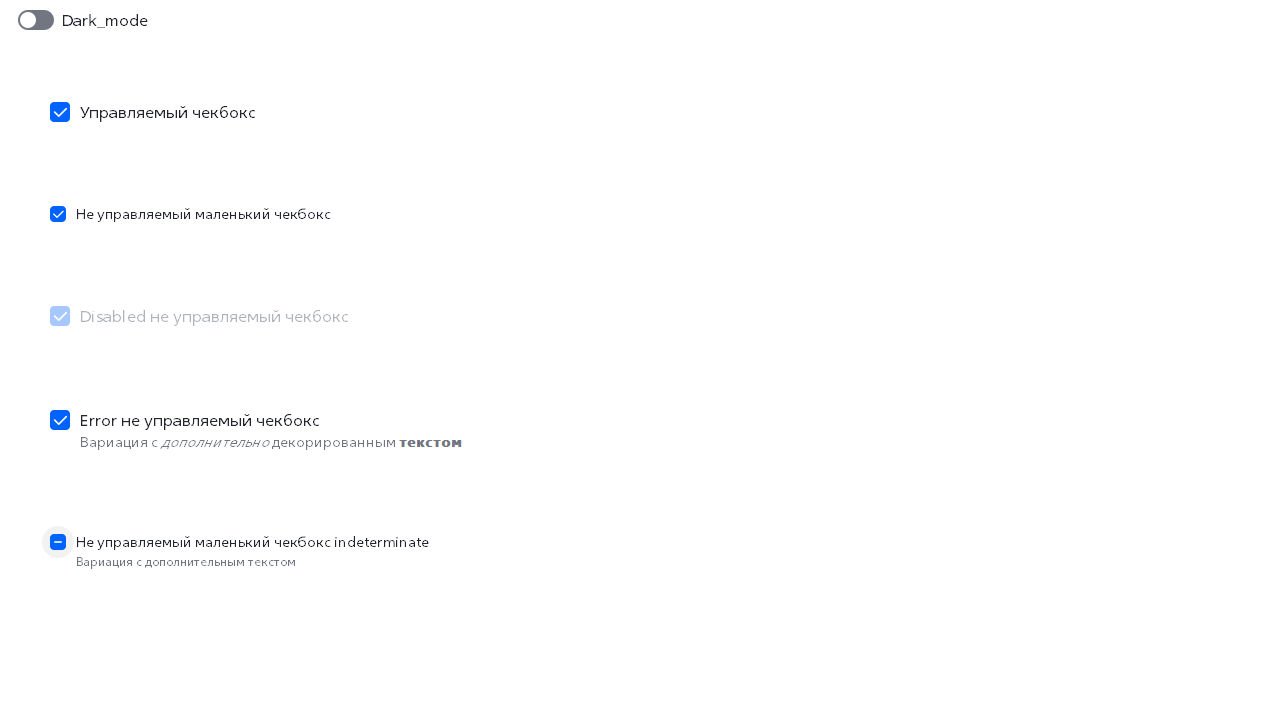 Dark_mode
Управляемый чекбокс
Не управляемый маленький чекбокс
Disabled не управляемый чекбокс
Error не управляемый чекбокс
Вариация с дополнительно декорированным текстом
Не управляемый маленький чекбокс indeterminate
Вариация с дополнительным текстом